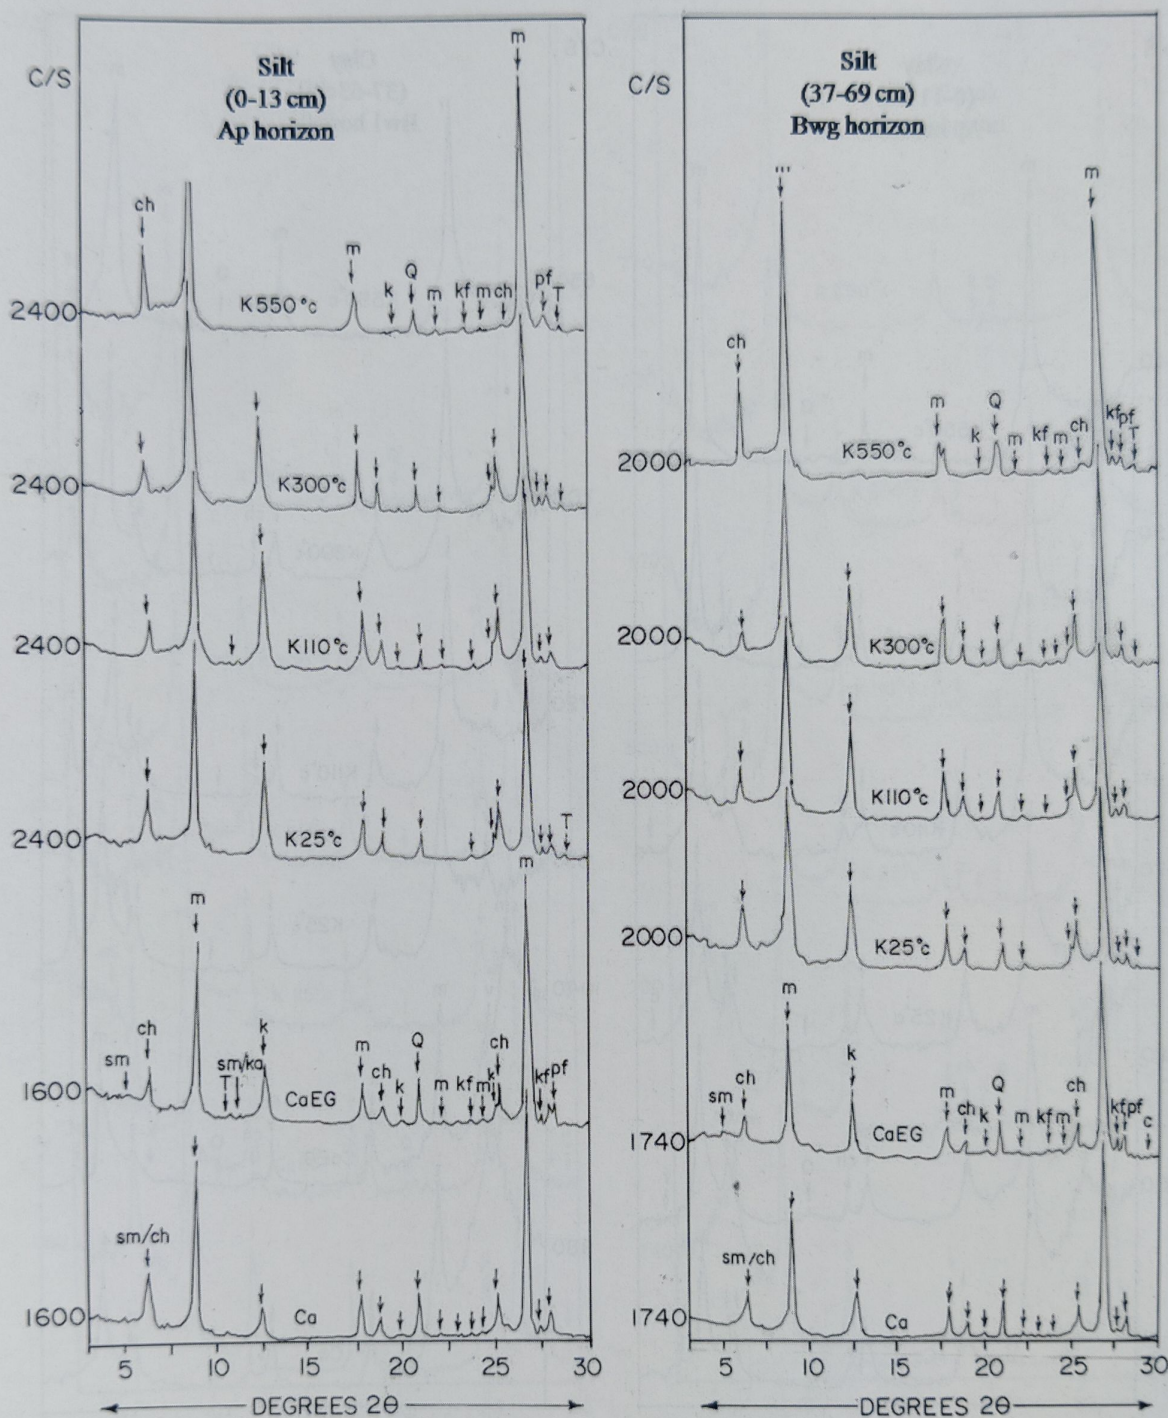 C/S
Silt
(0-13 cm)
Ap horizon
m
ch
m
k
Q
m
kf
m
ch
pf
T
2400
K550°c
2400
K300°c
2400
K110°c
2400
K25°c
T
m
m
sm
ch
T
sm/ka
k
m
ch
k
Q
m
kf
m
k
ch
kf
pf
1600
CaEG
sm/ch
1600
Ca
5
10
15
20
25
30
DEGREES 2θ
C/S
Silt
(37-69 cm)
Bwg horizon
m
ch
m
k
Q
m
kf
m
ch
kf
pf
T
2000
K550°c
2000
K300°c
2000
K110°c
2000
K25°c
m
sm
ch
k
m
ch
k
Q
m
kf
m
ch
kf
pf
c
1740
CaEG
sm/ch
1740
Ca
5
10
15
20
25
30
DEGREES 2θ